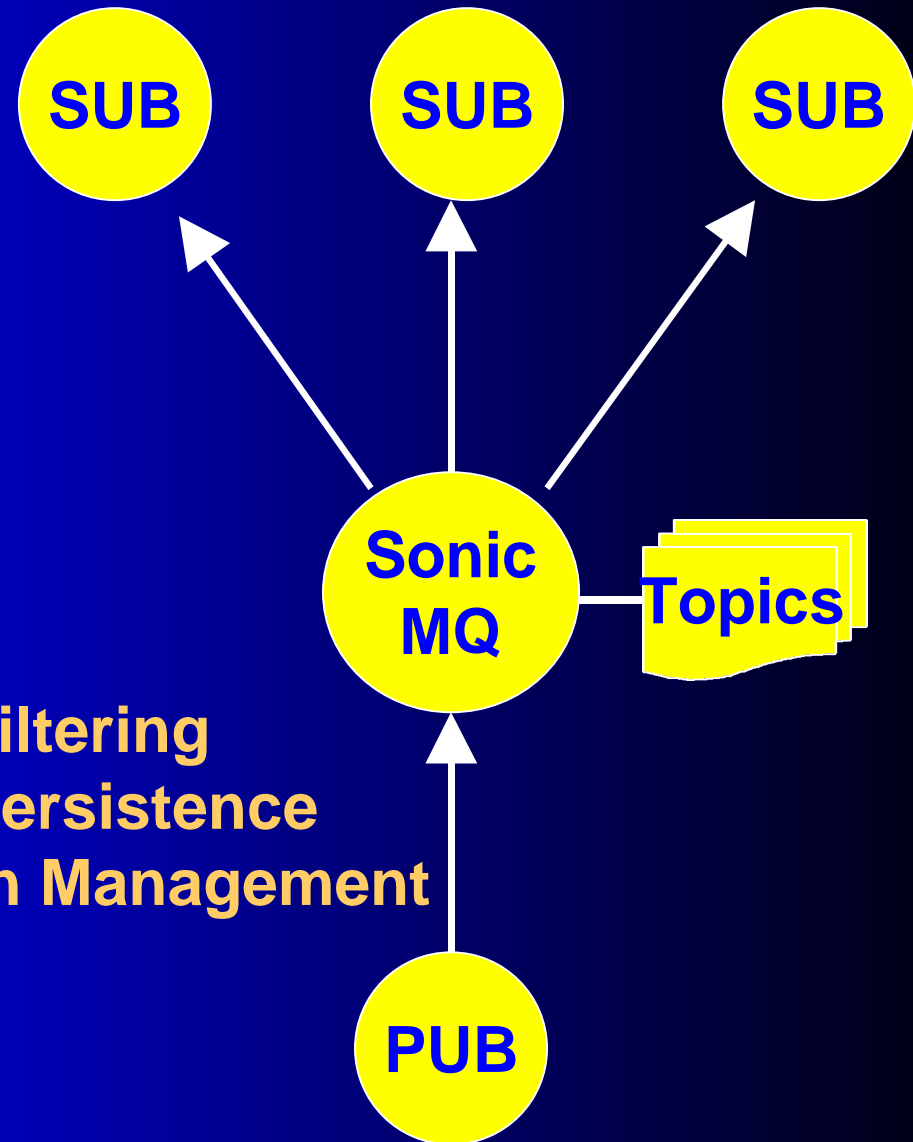 SUB SUB SUB
Sonic
MQ
Topics
iltering
ersistence
n Management
PUB